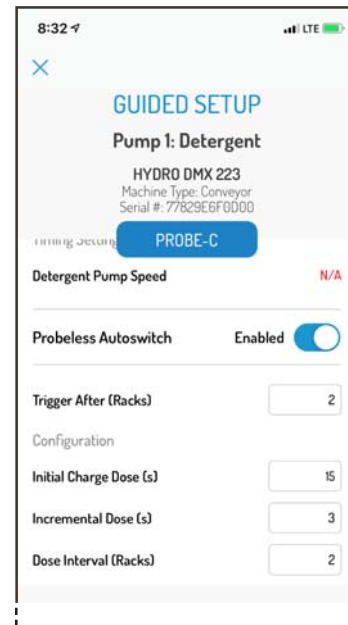 8:32
LTE
GUIDED SETUP
Pump 1: Detergent
HYDRO DMX 223
Machine Type: Conveyor
Serial #: 77829E6F0D00
PROBE-C
Detergent Pump Speed N/A
Probeless Autoswitch Enabled
Trigger After (Racks) 2
Configuration
Initial Charge Dose (s) 15
Incremental Dose (s) 3
Dose Interval (Racks) 2